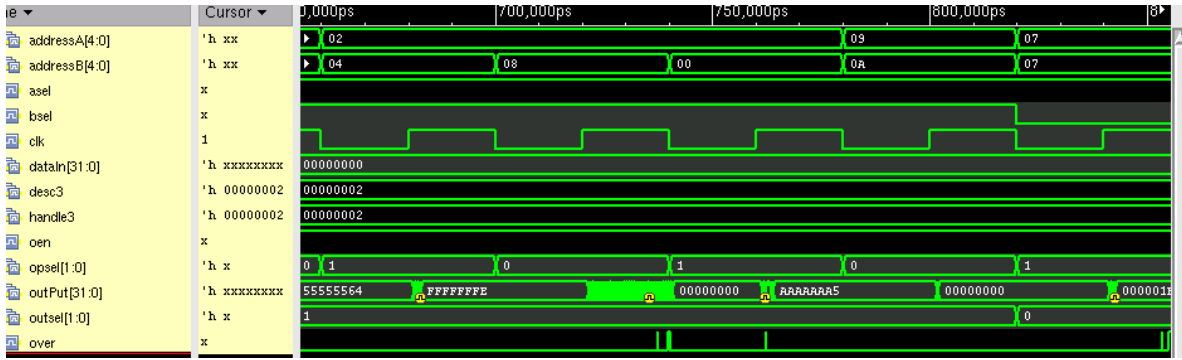 Cursor
0,000ps 700,000ps 750,000ps 800,000ps 8
addressA[4:0] 'h xx 02 09 07
addressB[4:0] 'h xx 04 08 00 0A 07
asel x
bsel x
clk 1
dataIn[31:0] 'h xxxxxxxx 00000000
desc3 'h 00000002 00000002
handle3 'h 00000002 00000002
oen x
opsel[1:0] 'h x 0 1 0 1 0 1
outPut[31:0] 'h xxxxxxxx 55555564 FFFFFFFE 00000000 AAAAAAA5 00000000 000001
outsel[1:0] 'h x 1 0
over x